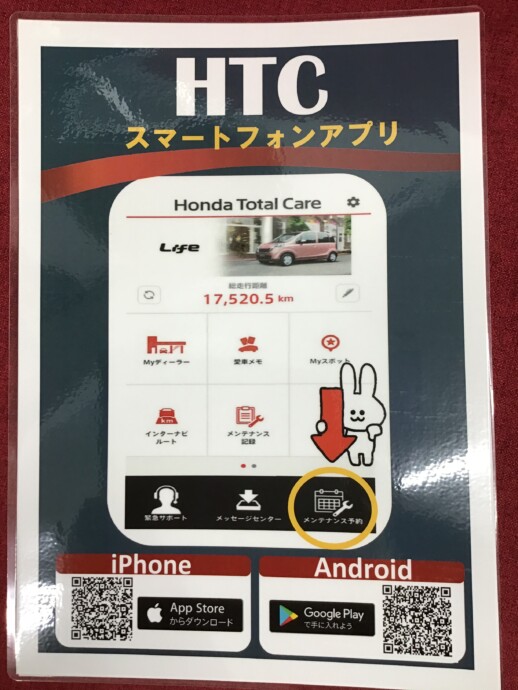 HTC
スマートフォンアプリ
Honda Total Care
Life
総走行距離
17,520.5 km
Myディーラー
愛車メモ
Myスポット
インターナビ
ルート
メンテナンス
記録
緊急サポート
メッセージセンター
メンテナンス予約
iPhone
Android
App Store
からダウンロード
Google Play
で手に入れよう